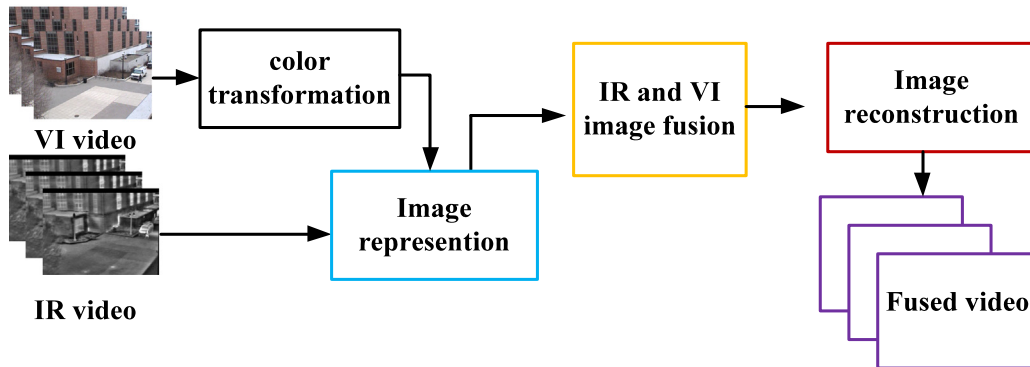 VI video
color
transformation
IR video
Image
represention
IR and VI
image fusion
Image
reconstruction
Fused video